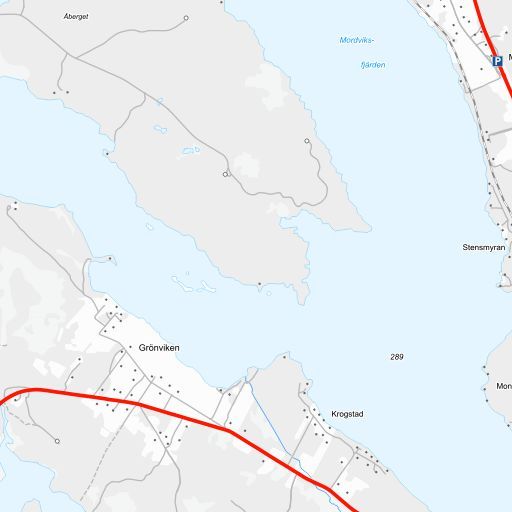 Åberget
Mordviks-
fjärden
P
M
Stensmyran
Grönviken
289
Mon
Krogstad